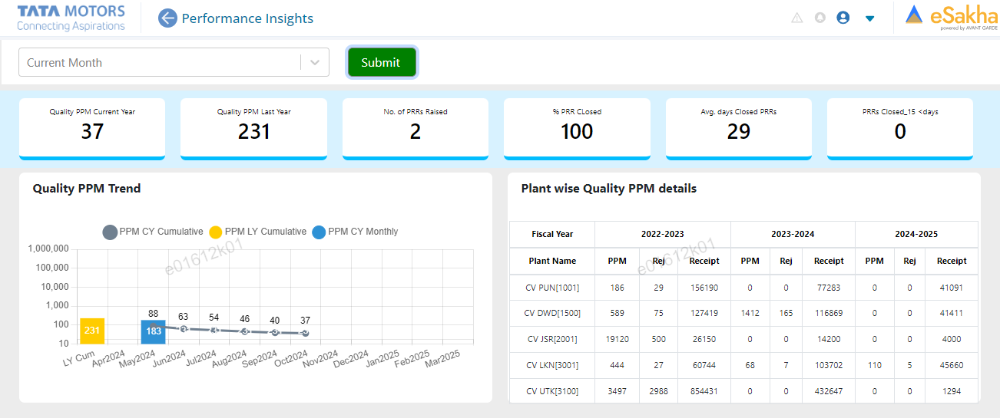 TATA MOTORS
Connecting Aspirations
Performance Insights
eSakha
powered by AVANT GARDE
Current Month
Submit
Quality PPM Current Year
37
Quality PPM Last Year
231
No. of PRRs Raised
2
% PRR CLosed
100
Avg. days Closed PRRs
29
PRRs Closed_15 <days
0
Quality PPM Trend
PPM CY Cumulative PPM LY Cumulative PPM CY Monthly
1,000,000
100,000
10,000
1,000
100
10
231
183
88 63 54 46 40 37
LY Cum Apr2024 May2024 Jun2024 Jul2024 Aug2024 Sep2024 Oct2024 Nov2024 Dec2024 Jan2025 Feb2025 Mar2025
e01612k01
Plant wise Quality PPM details
Fiscal Year 2022-2023 2023-2024 2024-2025
Plant Name PPM Rej Receipt PPM Rej Receipt PPM Rej Receipt
CV PUN[1001] 186 29 156190 0 0 77283 0 0 41091
CV DWD[1500] 589 75 127419 1412 165 116869 0 0 41411
CV JSR[2001] 19120 500 26150 0 0 14200 0 0 4000
CV LKN[3001] 444 27 60744 68 7 103702 110 5 45660
CV UTK[3100] 3497 2988 854431 0 0 432647 0 0 1294
e01612k01